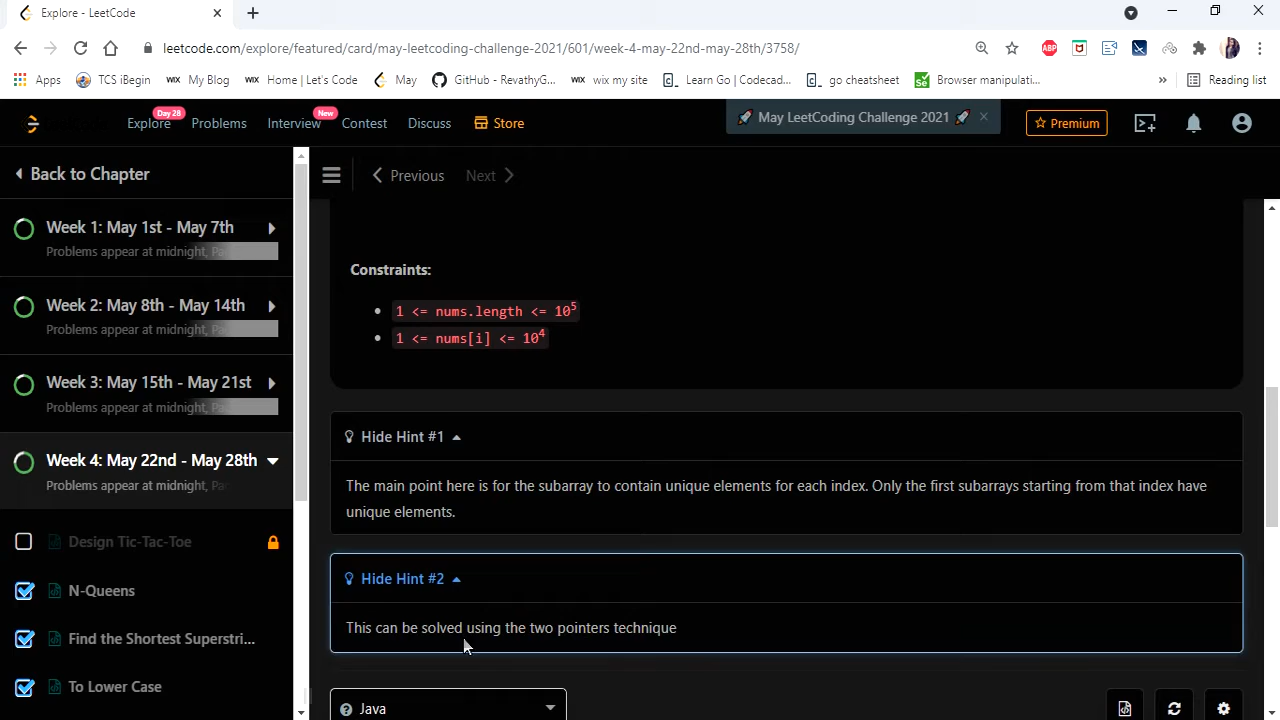 Explore - LeetCode
leetcode.com/explore/featured/card/may-leetcoding-challenge-2021/601/week-4-may-22nd-may-28th/3758/
ABP
Apps TCS iBegin WIX My Blog WIX Home | Let's Code May GitHub - RevathyG... WIX wix my site Learn Go | Codecad... go cheatsheet Se Browser manipulati... » Reading list
Day 28 New
Explore Problems Interview Contest Discuss Store May LeetCoding Challenge 2021 Premium
Back to Chapter
Previous Next
Week 1: May 1st - May 7th
Problems appear at midnight,
Week 2: May 8th - May 14th
Problems appear at midnight,
Week 3: May 15th - May 21st
Problems appear at midnight,
Week 4: May 22nd - May 28th
Problems appear at midnight,
Design Tic-Tac-Toe
N-Queens
Find the Shortest Superstri...
To Lower Case
Constraints:
1 <= nums.length <= 10⁵
1 <= nums[i] <= 10⁴
Hide Hint #1
The main point here is for the subarray to contain unique elements for each index. Only the first subarrays starting from that index have
unique elements.
Hide Hint #2
This can be solved using the two pointers technique
Java